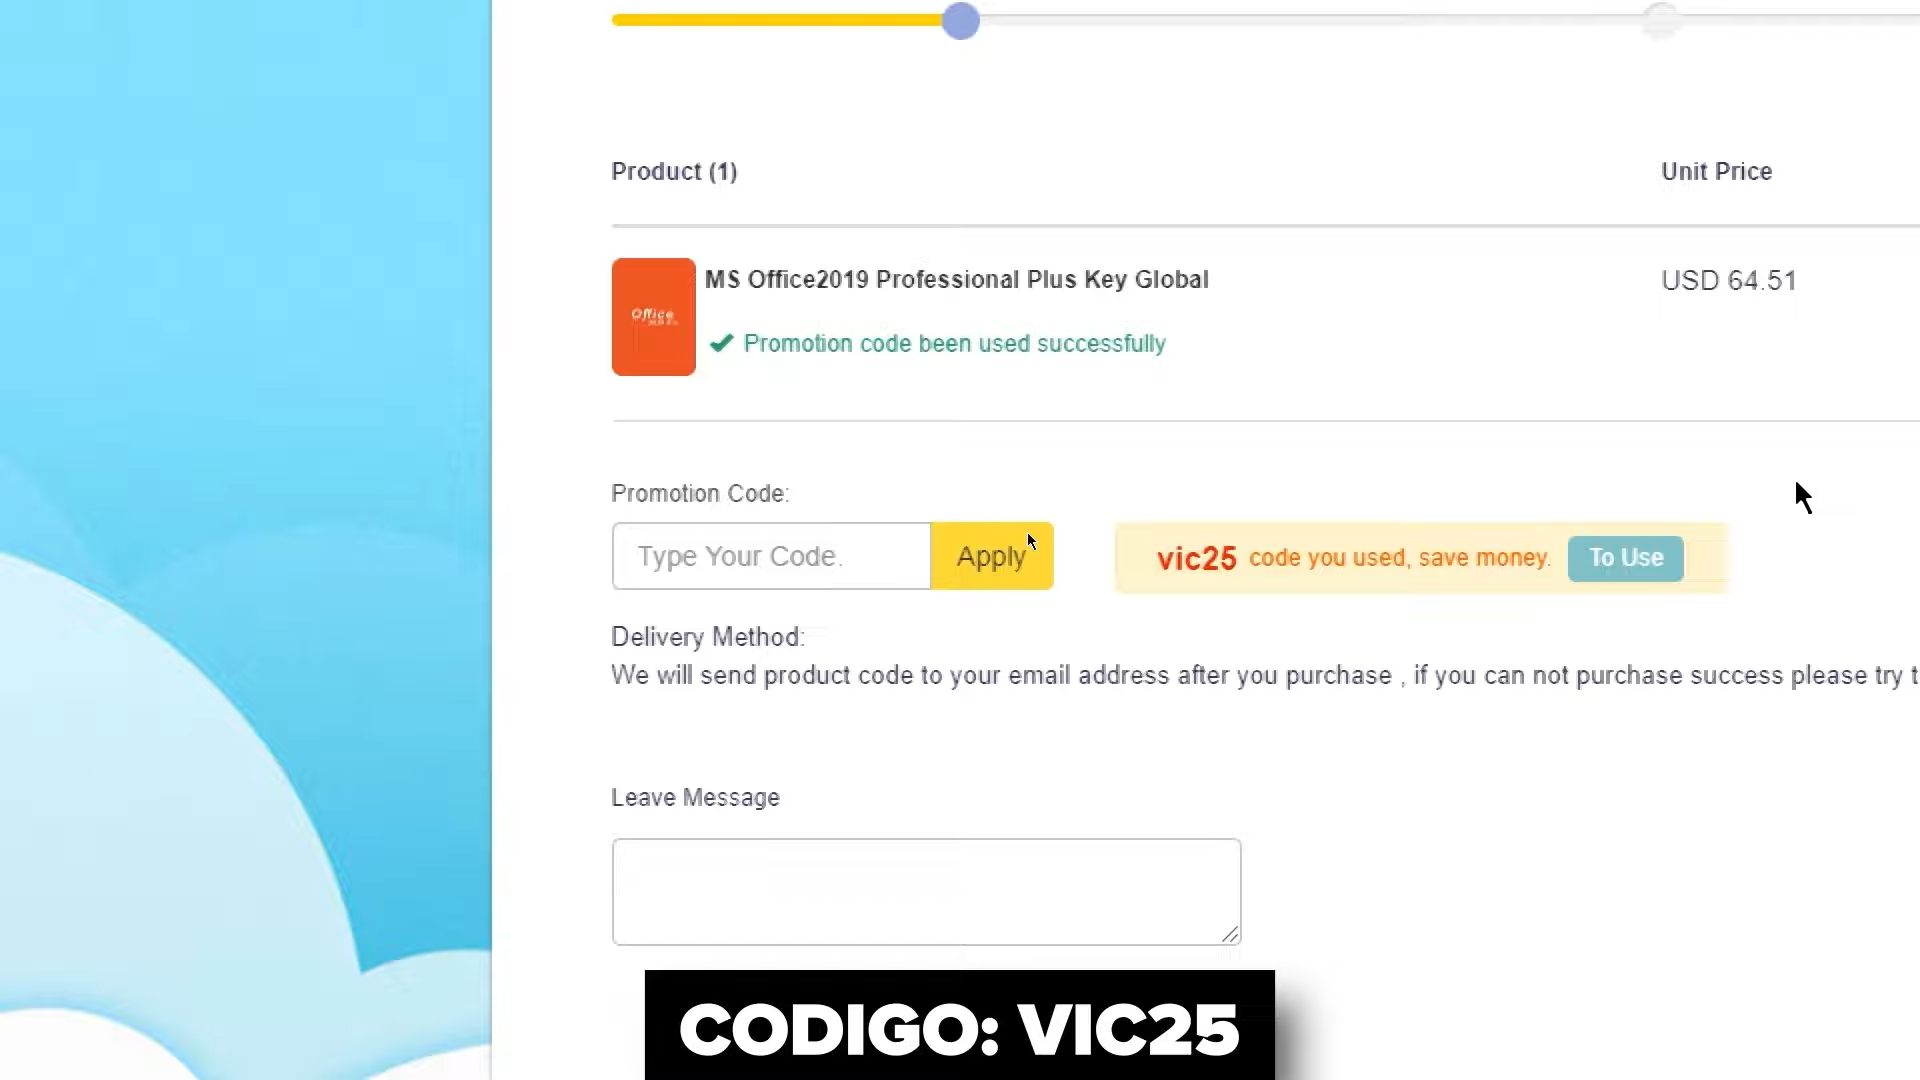 Product (1)
Unit Price
Office
MS Office2019 Professional Plus Key Global
USD 64.51
Promotion code been used successfully
Promotion Code:
Type Your Code.
Apply
vic25 code you used, save money.
To Use
Delivery Method:
We will send product code to your email address after you purchase , if you can not purchase success please try t
Leave Message
CODIGO: VIC25